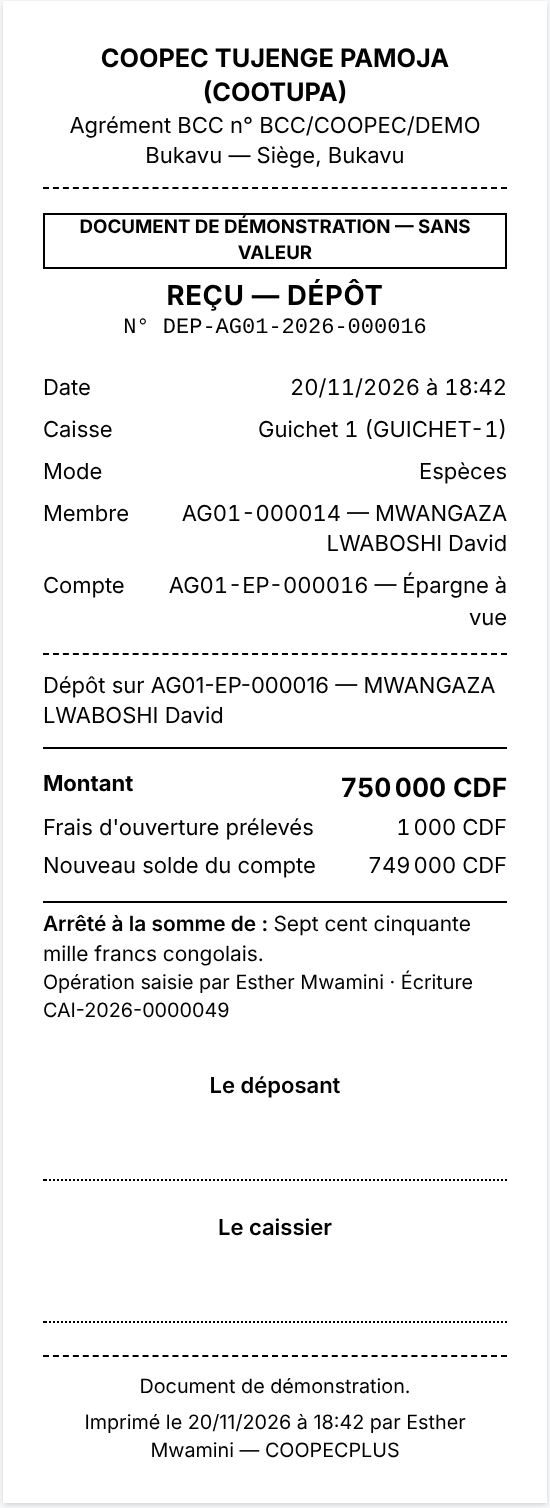 COOPEC TUJENGE PAMOJA
(COOTUPA)
Agrément BCC n° BCC/COOPEC/DEMO
Bukavu — Siège, Bukavu
DOCUMENT DE DÉMONSTRATION — SANS
VALEUR
REÇU — DÉPÔT
N° DEP-AG01-2026-000016
Date 20/11/2026 à 18:42
Caisse Guichet 1 (GUICHET-1)
Mode Espèces
Membre AG01-000014 — MWANGAZA
LWABOSHI David
Compte AG01-EP-000016 — Épargne à
vue
Dépôt sur AG01-EP-000016 — MWANGAZA
LWABOSHI David
Montant 750 000 CDF
Frais d'ouverture prélevés 1 000 CDF
Nouveau solde du compte 749 000 CDF
Arrêté à la somme de : Sept cent cinquante
mille francs congolais.
Opération saisie par Esther Mwamini · Écriture
CAI-2026-0000049
Le déposant
Le caissier
Document de démonstration.
Imprimé le 20/11/2026 à 18:42 par Esther
Mwamini — COOPECPLUS